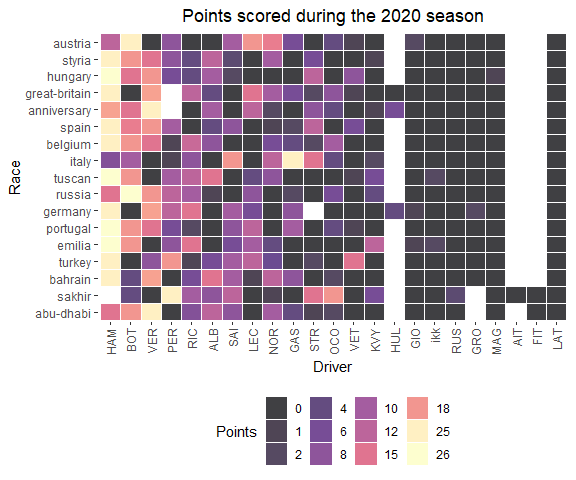 Points scored during the 2020 season
austria
styria
hungary
great-britain
anniversary
spain
belgium
italy
tuscan
russia
germany
portugal
emilia
turkey
bahrain
sakhir
abu-dhabi
Race
HAM BOT VER PER RIC ALB SAI LEC NOR GAS STR OCO VET KVY HUL GIO ikk RUS GRO MAG AIT FIT LAT
Driver
Points
0 4 10 18
1 6 12 25
2 8 15 26